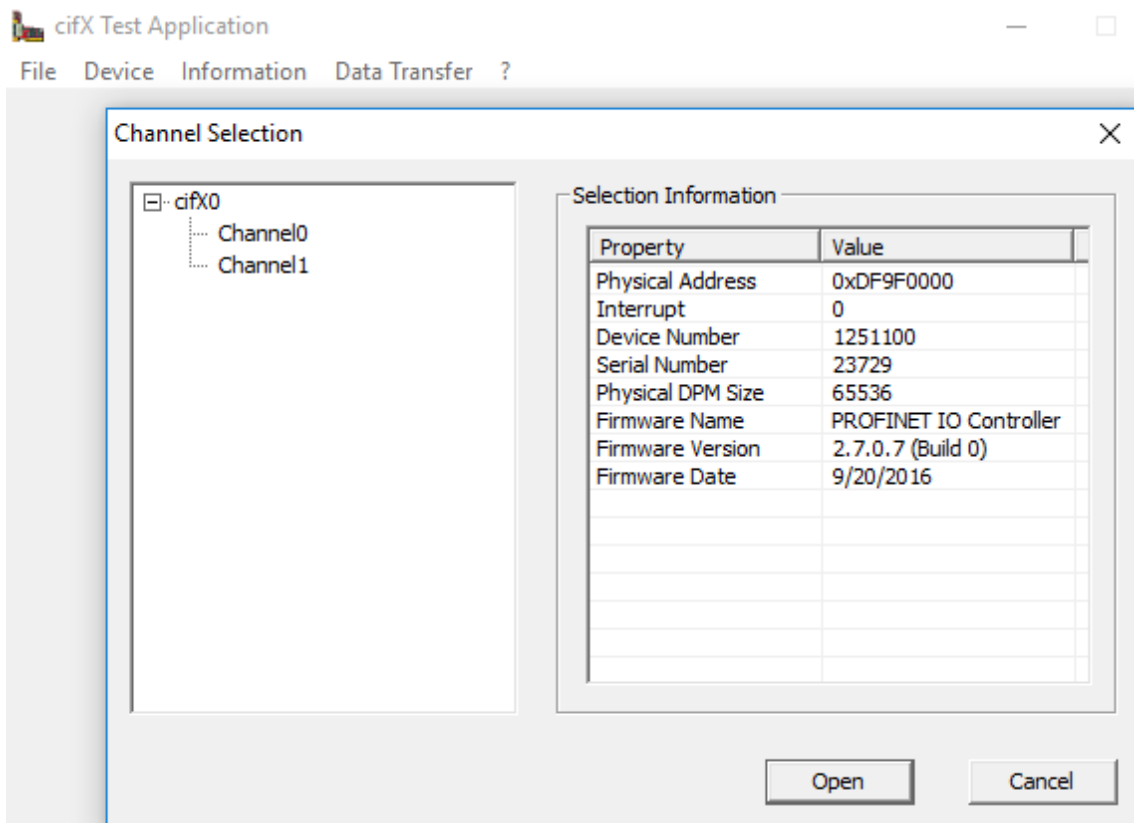 cifX Test Application
File Device Information Data Transfer ?
Channel Selection
cifX0
Channel0
Channel1
Selection Information
Property Value
Physical Address 0xDF9F0000
Interrupt 0
Device Number 1251100
Serial Number 23729
Physical DPM Size 65536
Firmware Name PROFINET IO Controller
Firmware Version 2.7.0.7 (Build 0)
Firmware Date 9/20/2016
Open Cancel